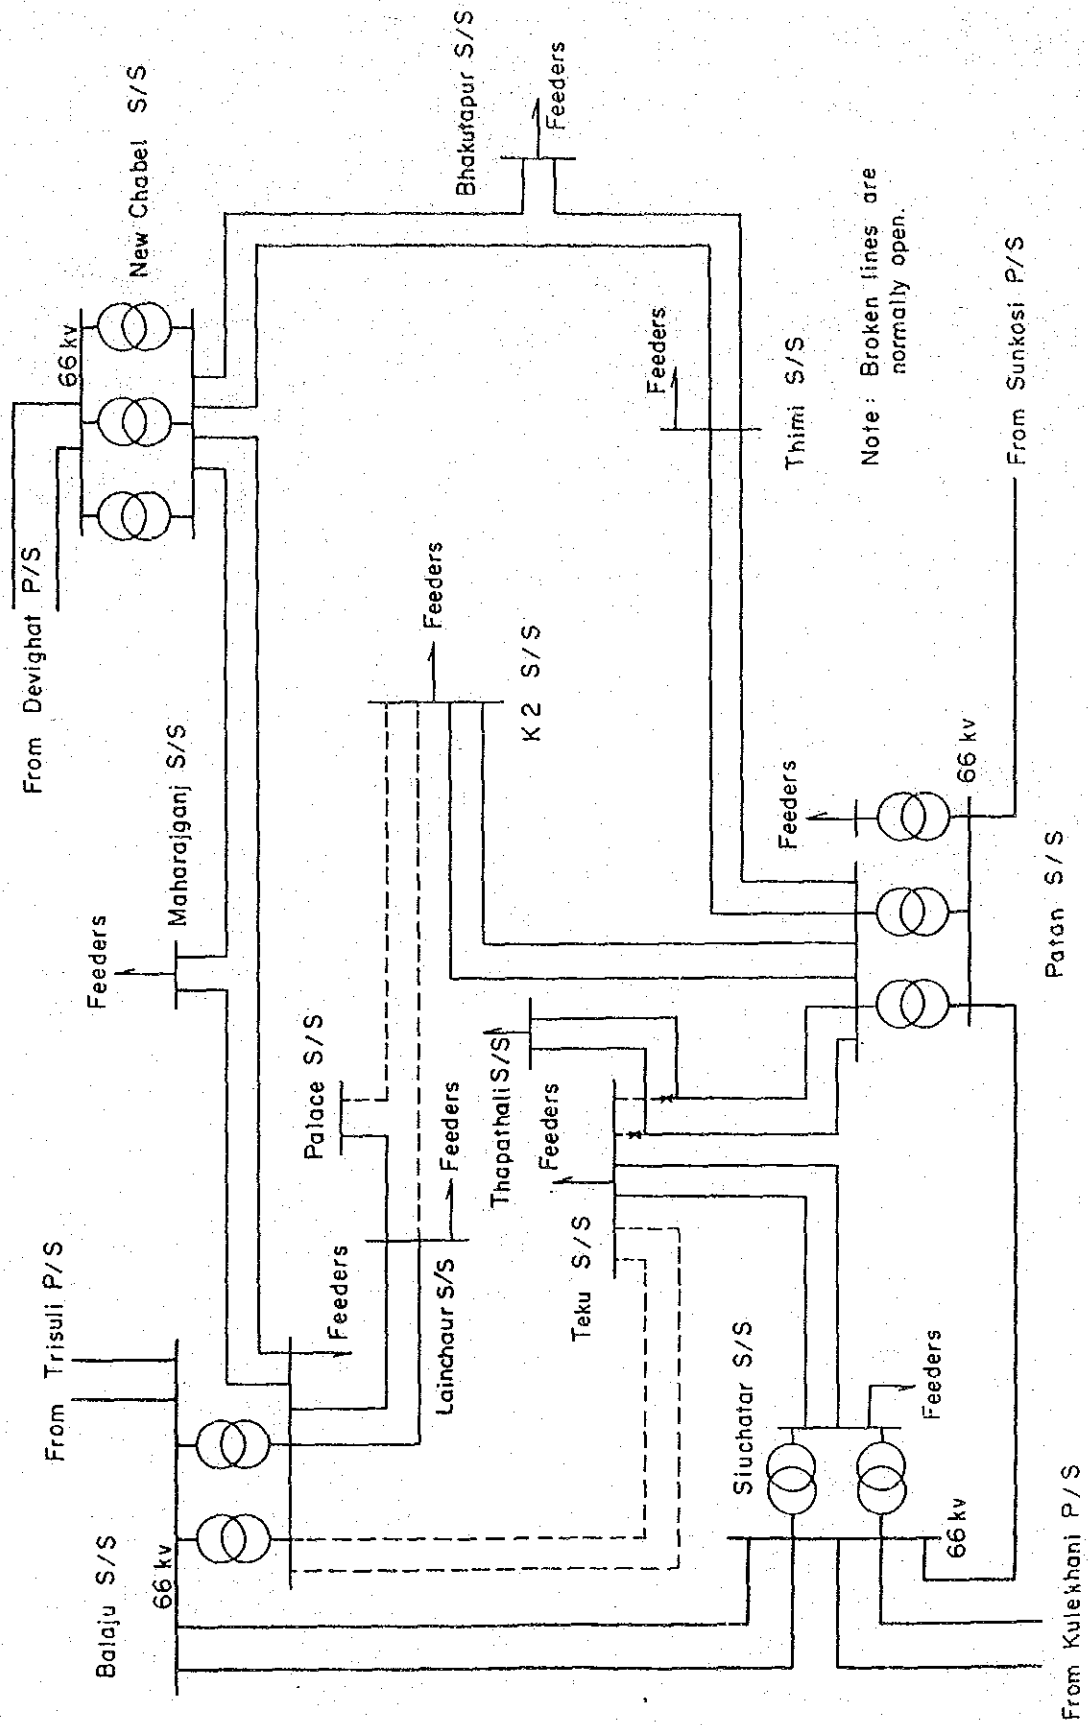 From Devighat P/S
66 kv
New Chabel S/S
Maharajganj S/S
Feeders
From Trisuli P/S
Balaju S/S
66 kv
Feeders
Palace S/S
Lainchaur S/S
Feeders
Feeders
K2 S/S
Bhakutapur S/S
Feeders
Feeders
Thimi S/S
Thapathali S/S
Feeders
Teku S/S
Siuchatar S/S
Feeders
66 kv
From Kulekhani P/S
Feeders
66 kv
Patan S/S
From Sunkosi P/S
Note : Broken lines are
normally open.